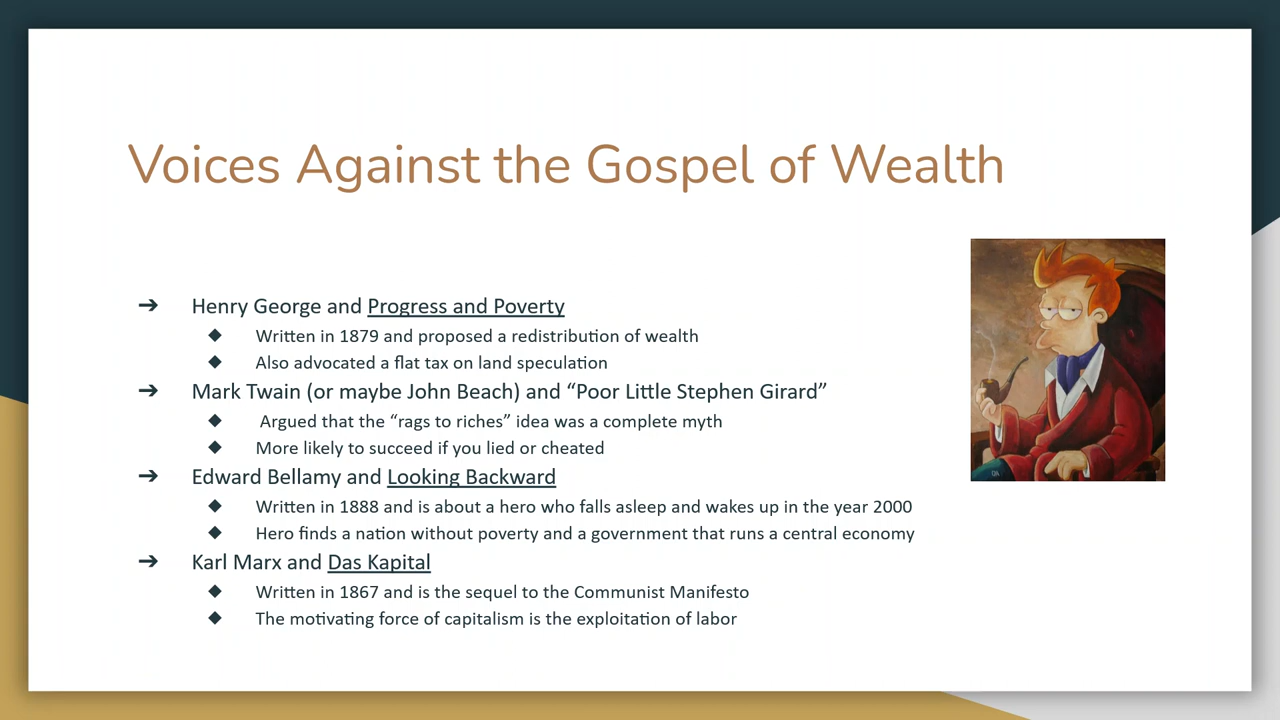 Voices Against the Gospel of Wealth
➔ Henry George and Progress and Poverty
◆ Written in 1879 and proposed a redistribution of wealth
◆ Also advocated a flat tax on land speculation
➔ Mark Twain (or maybe John Beach) and “Poor Little Stephen Girard”
◆ Argued that the “rags to riches” idea was a complete myth
◆ More likely to succeed if you lied or cheated
➔ Edward Bellamy and Looking Backward
◆ Written in 1888 and is about a hero who falls asleep and wakes up in the year 2000
◆ Hero finds a nation without poverty and a government that runs a central economy
➔ Karl Marx and Das Kapital
◆ Written in 1867 and is the sequel to the Communist Manifesto
◆ The motivating force of capitalism is the exploitation of labor